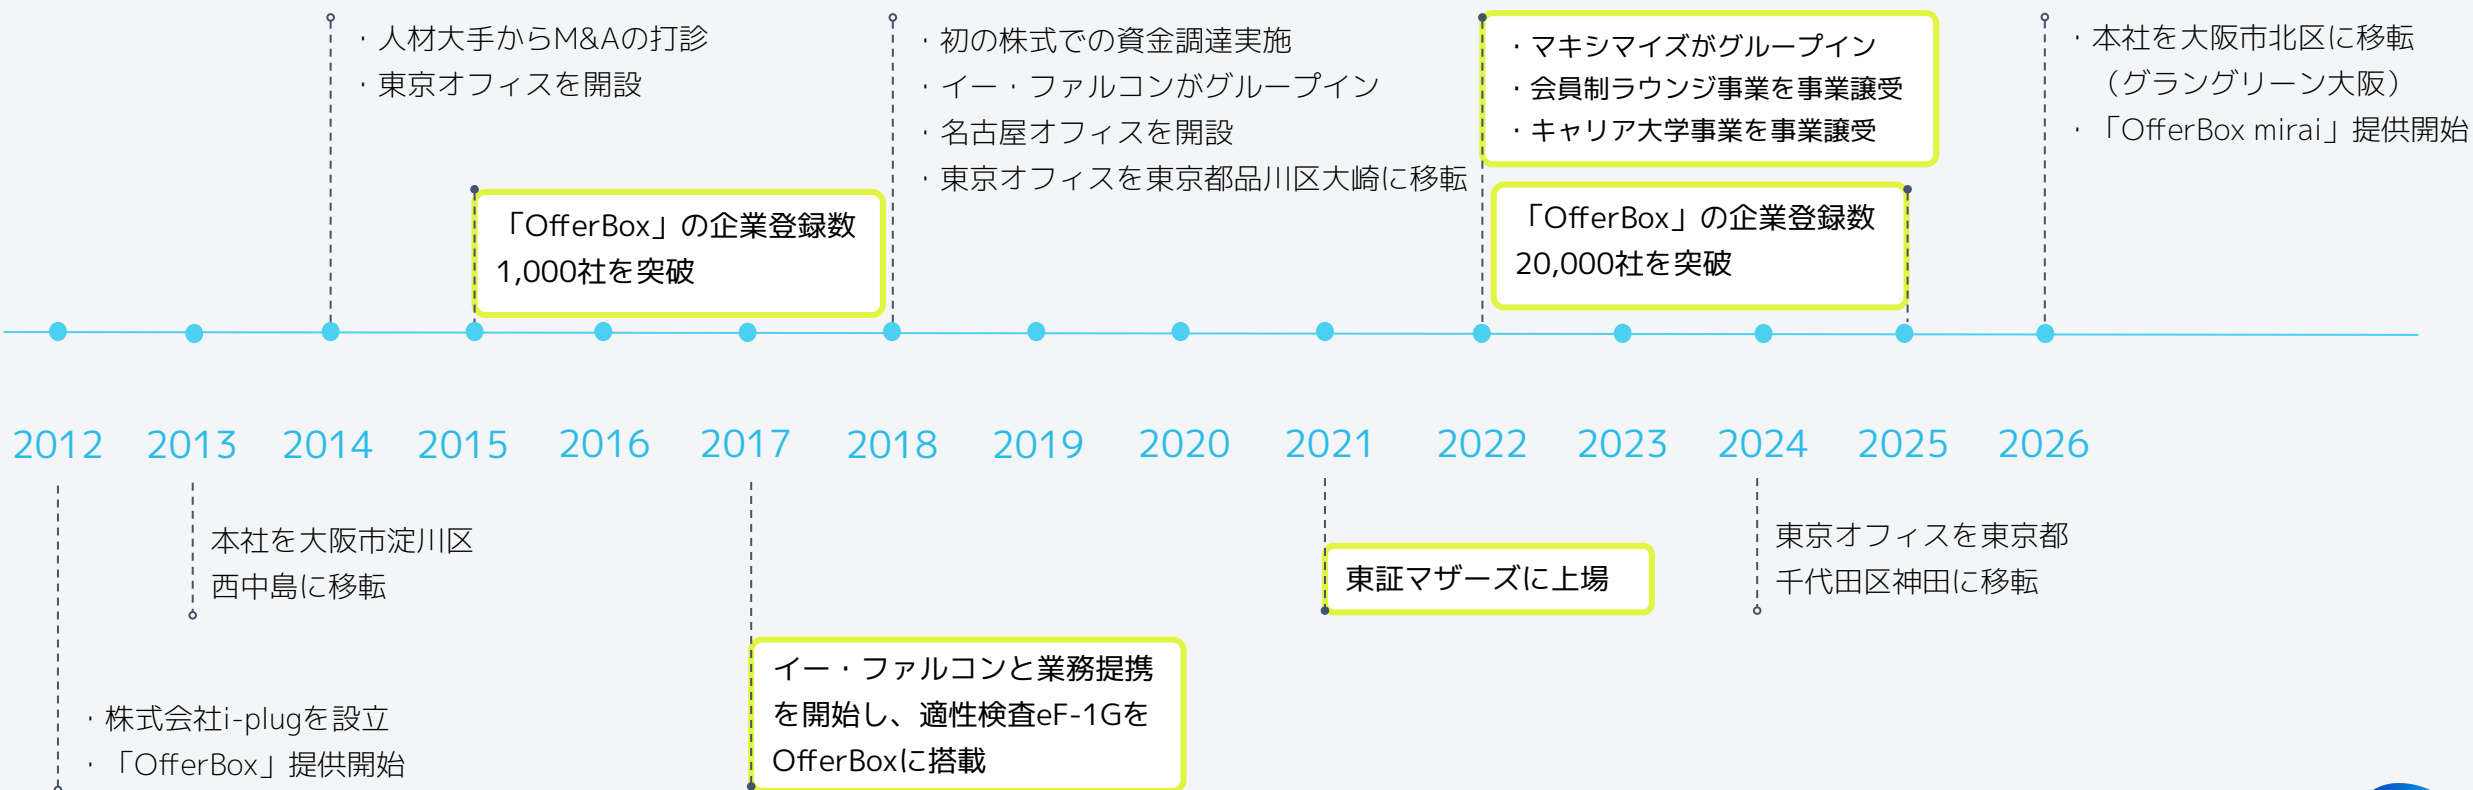 ・人材大手からM&Aの打診
・東京オフィスを開設
「OfferBox」の企業登録数
1,000社を突破
・初の株式での資金調達実施
・イー・ファルコンがグループイン
・名古屋オフィスを開設
・東京オフィスを東京都品川区大崎に移転
・マキシマイズがグループイン
・会員制ラウンジ事業を事業譲受
・キャリア大学事業を事業譲受
「OfferBox」の企業登録数
20,000社を突破
・本社を大阪市北区に移転
（グラングリーン大阪）
・「OfferBox mirai」提供開始
2012 2013 2014 2015 2016 2017 2018 2019 2020 2021 2022 2023 2024 2025 2026
・株式会社i-plugを設立
・「OfferBox」提供開始
本社を大阪市淀川区
西中島に移転
イー・ファルコンと業務提携
を開始し、適性検査eF-1Gを
OfferBoxに搭載
東証マザーズに上場
東京オフィスを東京都
千代田区神田に移転